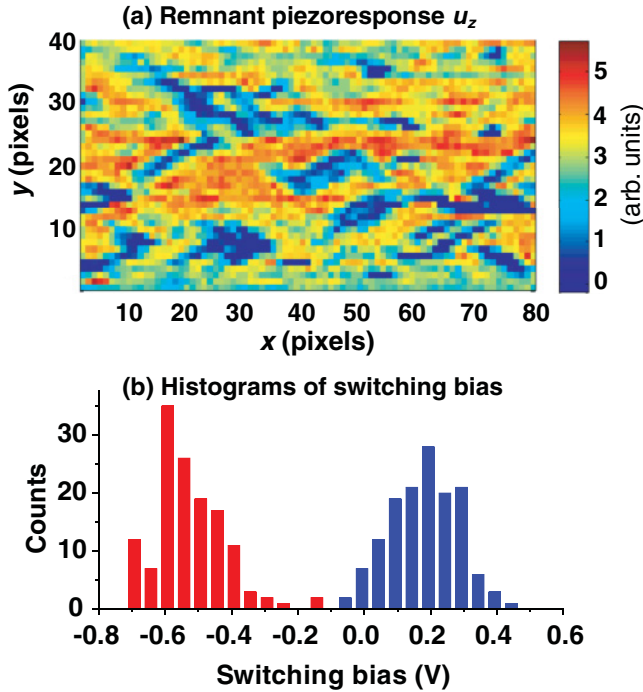 (a) Remnant piezoresponse u_z
40
30
20
10
y (pixels)
10 20 30 40 50 60 70 80
x (pixels)
5
4
3
2
1
0
(arb. units)
(b) Histograms of switching bias
30
20
10
0
Counts
-0.8 -0.6 -0.4 -0.2 0.0 0.2 0.4 0.6
Switching bias (V)